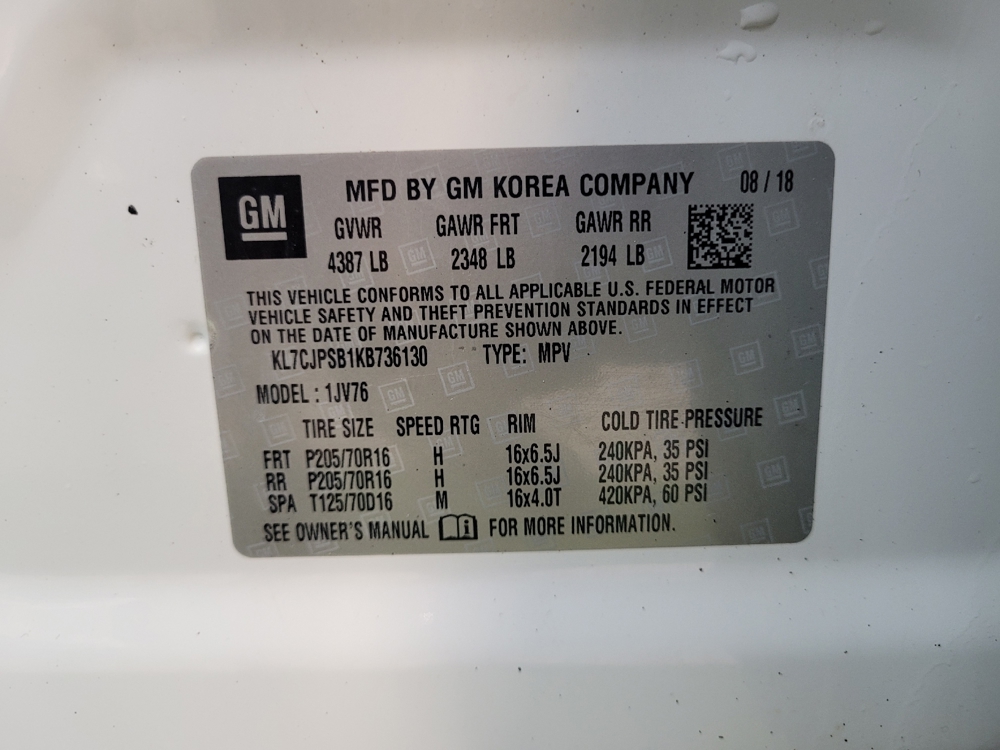 GM
MFD BY GM KOREA COMPANY 08 / 18
GVWR GAWR FRT GAWR RR
4387 LB 2348 LB 2194 LB
THIS VEHICLE CONFORMS TO ALL APPLICABLE U.S. FEDERAL MOTOR
VEHICLE SAFETY AND THEFT PREVENTION STANDARDS IN EFFECT
ON THE DATE OF MANUFACTURE SHOWN ABOVE.
KL7CJPSB1KB736130 TYPE: MPV
MODEL : 1JV76
TIRE SIZE SPEED RTG RIM COLD TIRE PRESSURE
FRT P205/70R16 H 16x6.5J 240KPA, 35 PSI
RR P205/70R16 H 16x6.5J 240KPA, 35 PSI
SPA T125/70D16 M 16x4.0T 420KPA, 60 PSI
SEE OWNER'S MANUAL i FOR MORE INFORMATION.